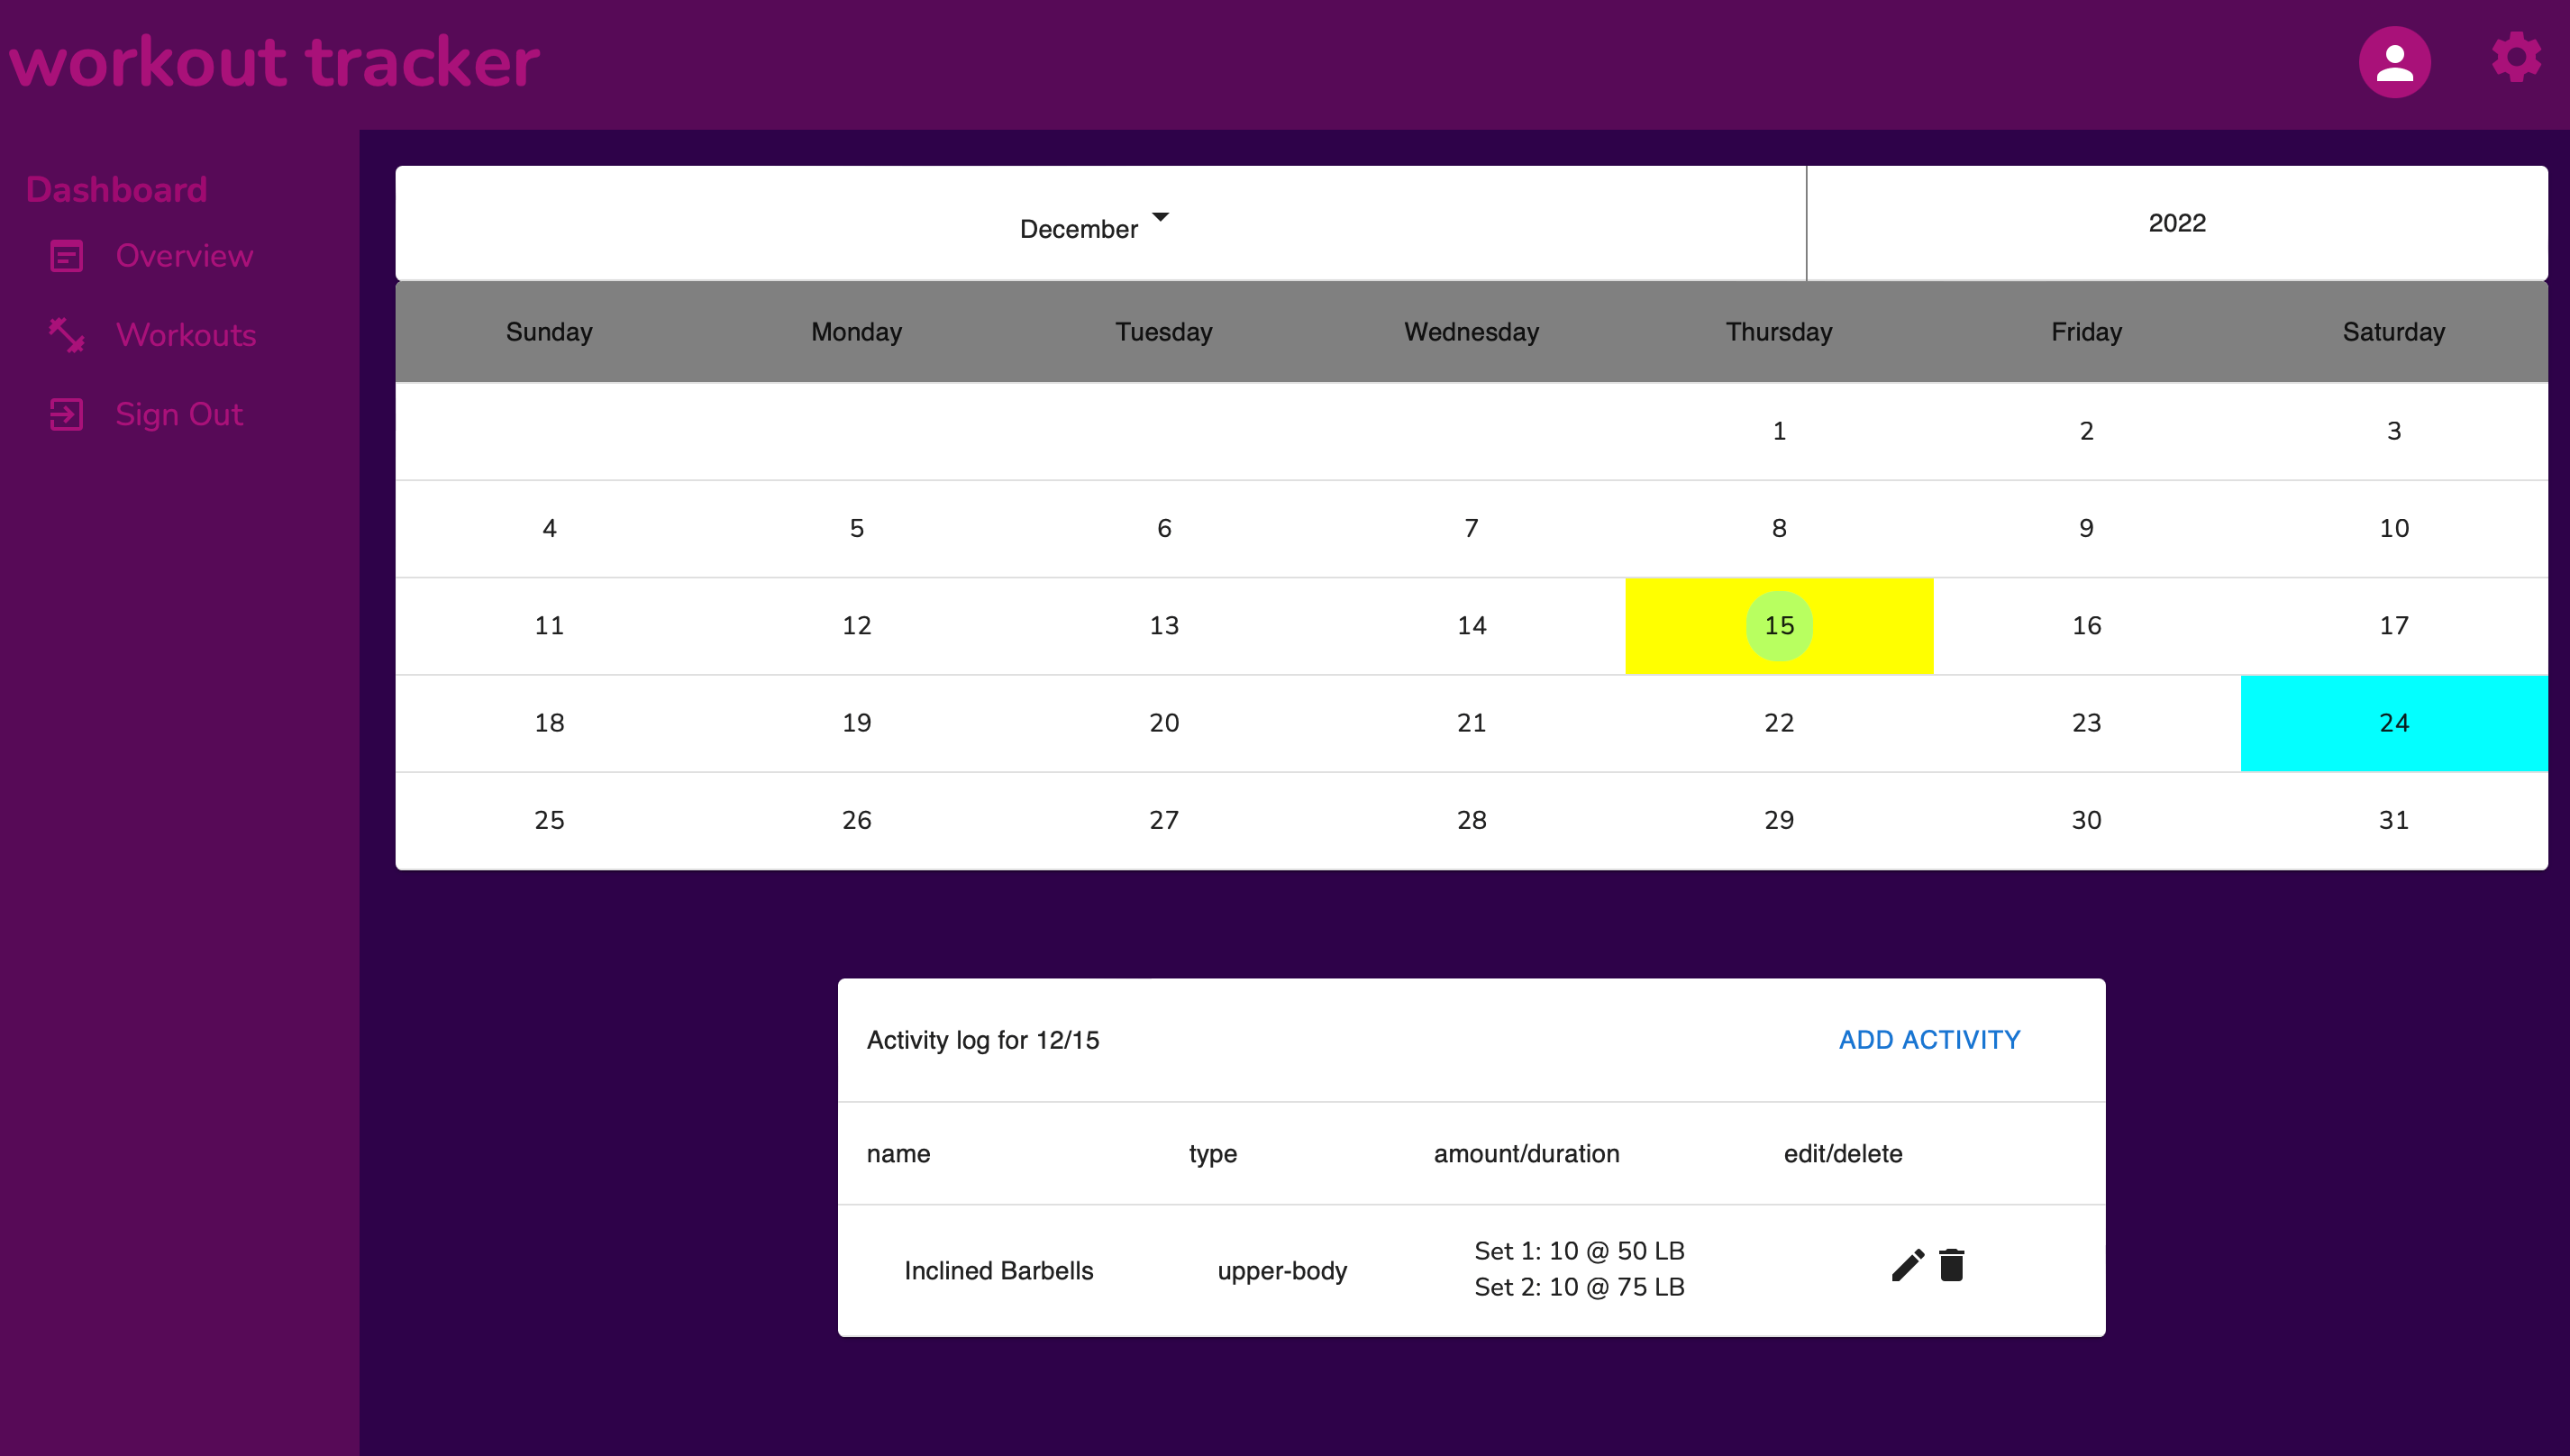 workout tracker
Dashboard
Overview
Workouts
Sign Out
December 2022
Sunday Monday Tuesday Wednesday Thursday Friday Saturday
1 2 3
4 5 6 7 8 9 10
11 12 13 14 15 16 17
18 19 20 21 22 23 24
25 26 27 28 29 30 31
Activity log for 12/15 ADD ACTIVITY
name type amount/duration edit/delete
Inclined Barbells upper-body Set 1: 10 @ 50 LB
Set 2: 10 @ 75 LB